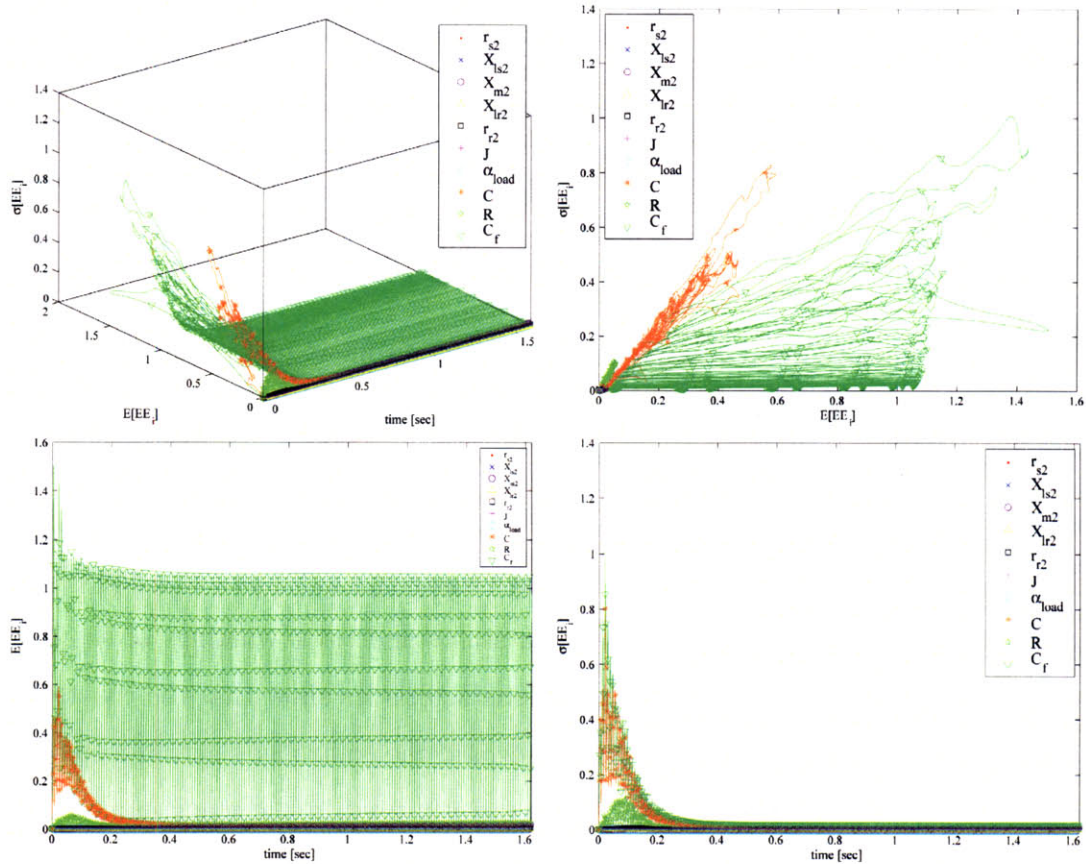 r_s2
X_ls2
X_m2
X_lr2
r_r2
J
α_load
C
R
C_f
σ[EE_i]
1.4
1.2
1
0.8
0.6
0.4
0.2
0
2
1.5
1
0.5
0
E[EE_i]
0
0.5
1
1.5
time [sec]
r_s2
X_ls2
X_m2
X_lr2
r_r2
J
α_load
C
R
C_f
σ[EE_i]
1.4
1.2
1
0.8
0.6
0.4
0.2
0
0 0.2 0.4 0.6 0.8 1 1.2 1.4 1.6
E[EE_i]
E[EE_i]
1.6
1.4
1.2
1
0.8
0.6
0.4
0.2
0
0 0.2 0.4 0.6 0.8 1 1.2 1.4 1.6
time [sec]
J
α_load
C
R
C_f
σ[EE_i]
1.4
1.2
1
0.8
0.6
0.4
0.2
0
0 0.2 0.4 0.6 0.8 1 1.2 1.4 1.6
time [sec]
r_s2
X_ls2
X_m2
X_lr2
r_r2
J
α_load
C
R
C_f